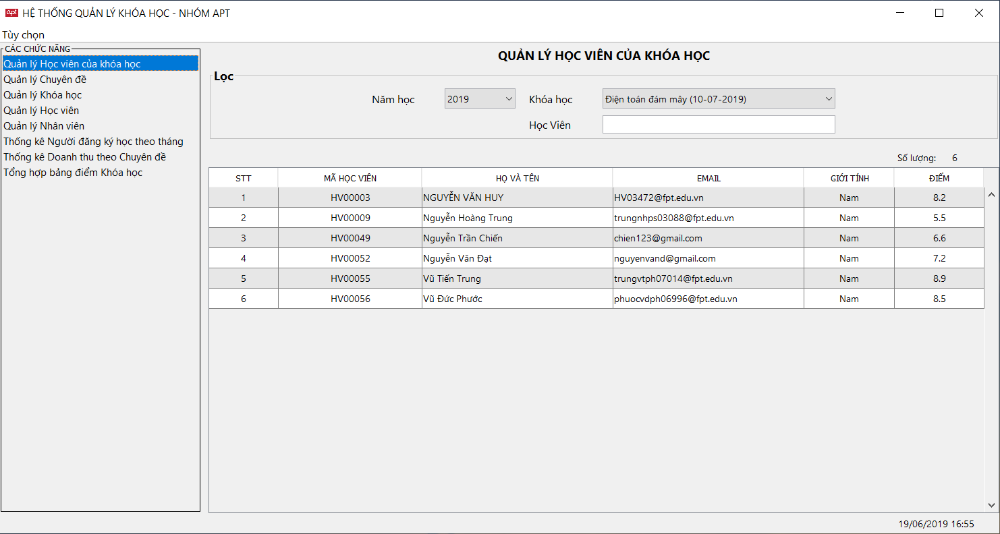 apt HỆ THỐNG QUẢN LÝ KHÓA HỌC - NHÓM APT
Tùy chọn
CÁC CHỨC NĂNG
Quản lý Học viên của khóa học
Quản lý Chuyên đề
Quản lý Khóa học
Quản lý Học viên
Quản lý Nhân viên
Thống kê Người đăng ký học theo tháng
Thống kê Doanh thu theo Chuyên đề
Tổng hợp bảng điểm Khóa học
QUẢN LÝ HỌC VIÊN CỦA KHÓA HỌC
Lọc
Năm học 2019 Khóa học Điện toán đám mây (10-07-2019)
Học Viên
Số lượng: 6
STT MÃ HỌC VIÊN HỌ VÀ TÊN EMAIL GIỚI TÍNH ĐIỂM
1 HV00003 NGUYỄN VĂN HUY HV03472@fpt.edu.vn Nam 8.2
2 HV00009 Nguyễn Hoàng Trung trungnhps03088@fpt.edu.vn Nam 5.5
3 HV00049 Nguyễn Trần Chiến chien123@gmail.com Nam 6.6
4 HV00052 Nguyễn Văn Đạt nguyenvand@gmail.com Nam 7.2
5 HV00055 Vũ Tiến Trung trungvtph07014@fpt.edu.vn Nam 8.9
6 HV00056 Vũ Đức Phước phuocvdph06996@fpt.edu.vn Nam 8.5
19/06/2019 16:55